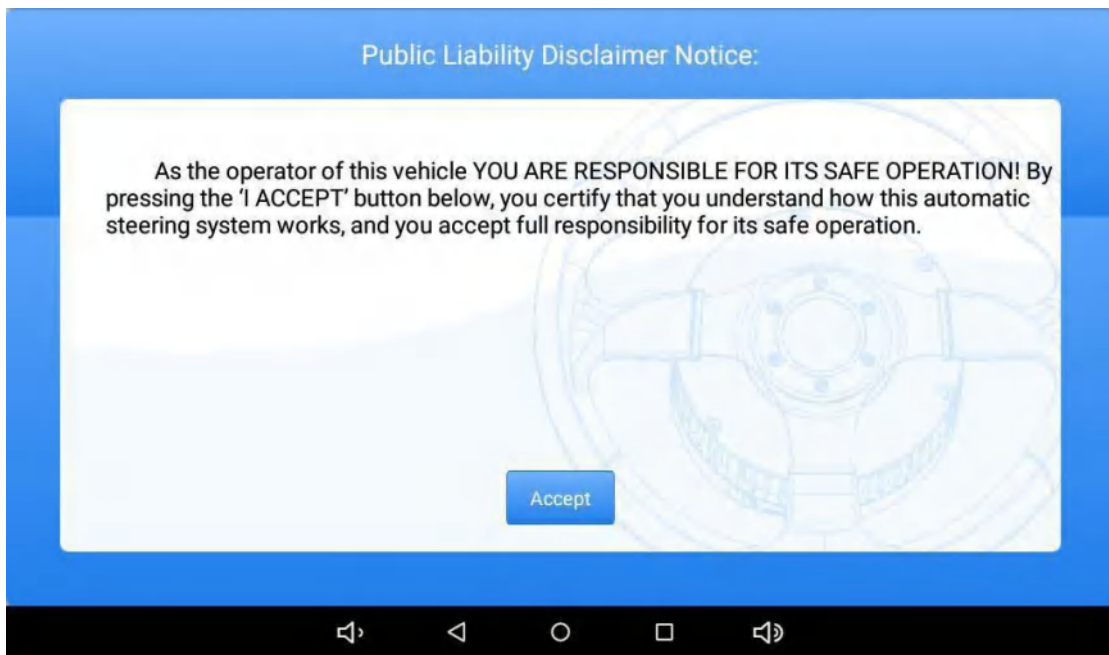 Public Liability Disclaimer Notice:
As the operator of this vehicle YOU ARE RESPONSIBLE FOR ITS SAFE OPERATION! By
pressing the ‘I ACCEPT’ button below, you certify that you understand how this automatic
steering system works, and you accept full responsibility for its safe operation.
Accept